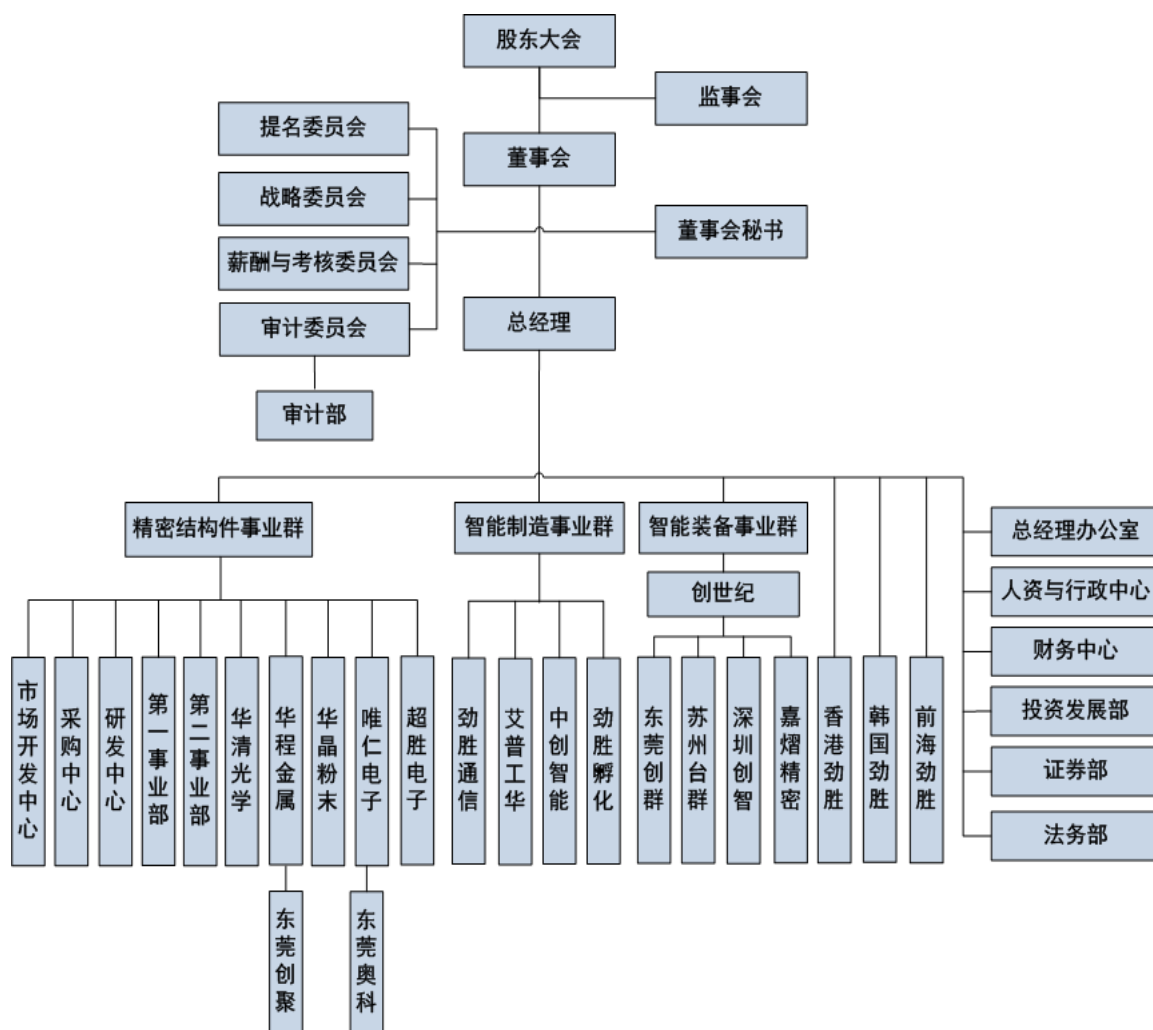 股东大会
监事会
提名委员会
董事会
战略委员会
董事会秘书
薪酬与考核委员会
审计委员会
总经理
审计部
精密结构件事业群
智能制造事业群
智能装备事业群
总经理办公室
创世纪
人资与行政中心
财务中心
投资发展部
证券部
法务部
市场开发中心
采购中心
研发中心
第一事业部
第二事业部
华清光学
华程金属
华晶粉末
唯仁电子
超胜电子
劲胜通信
艾普工华
中创智能
劲胜孵化
东莞创群
苏州台群
深圳创智
嘉熠精密
香港劲胜
韩国劲胜
前海劲胜
东莞创聚
东莞奥科